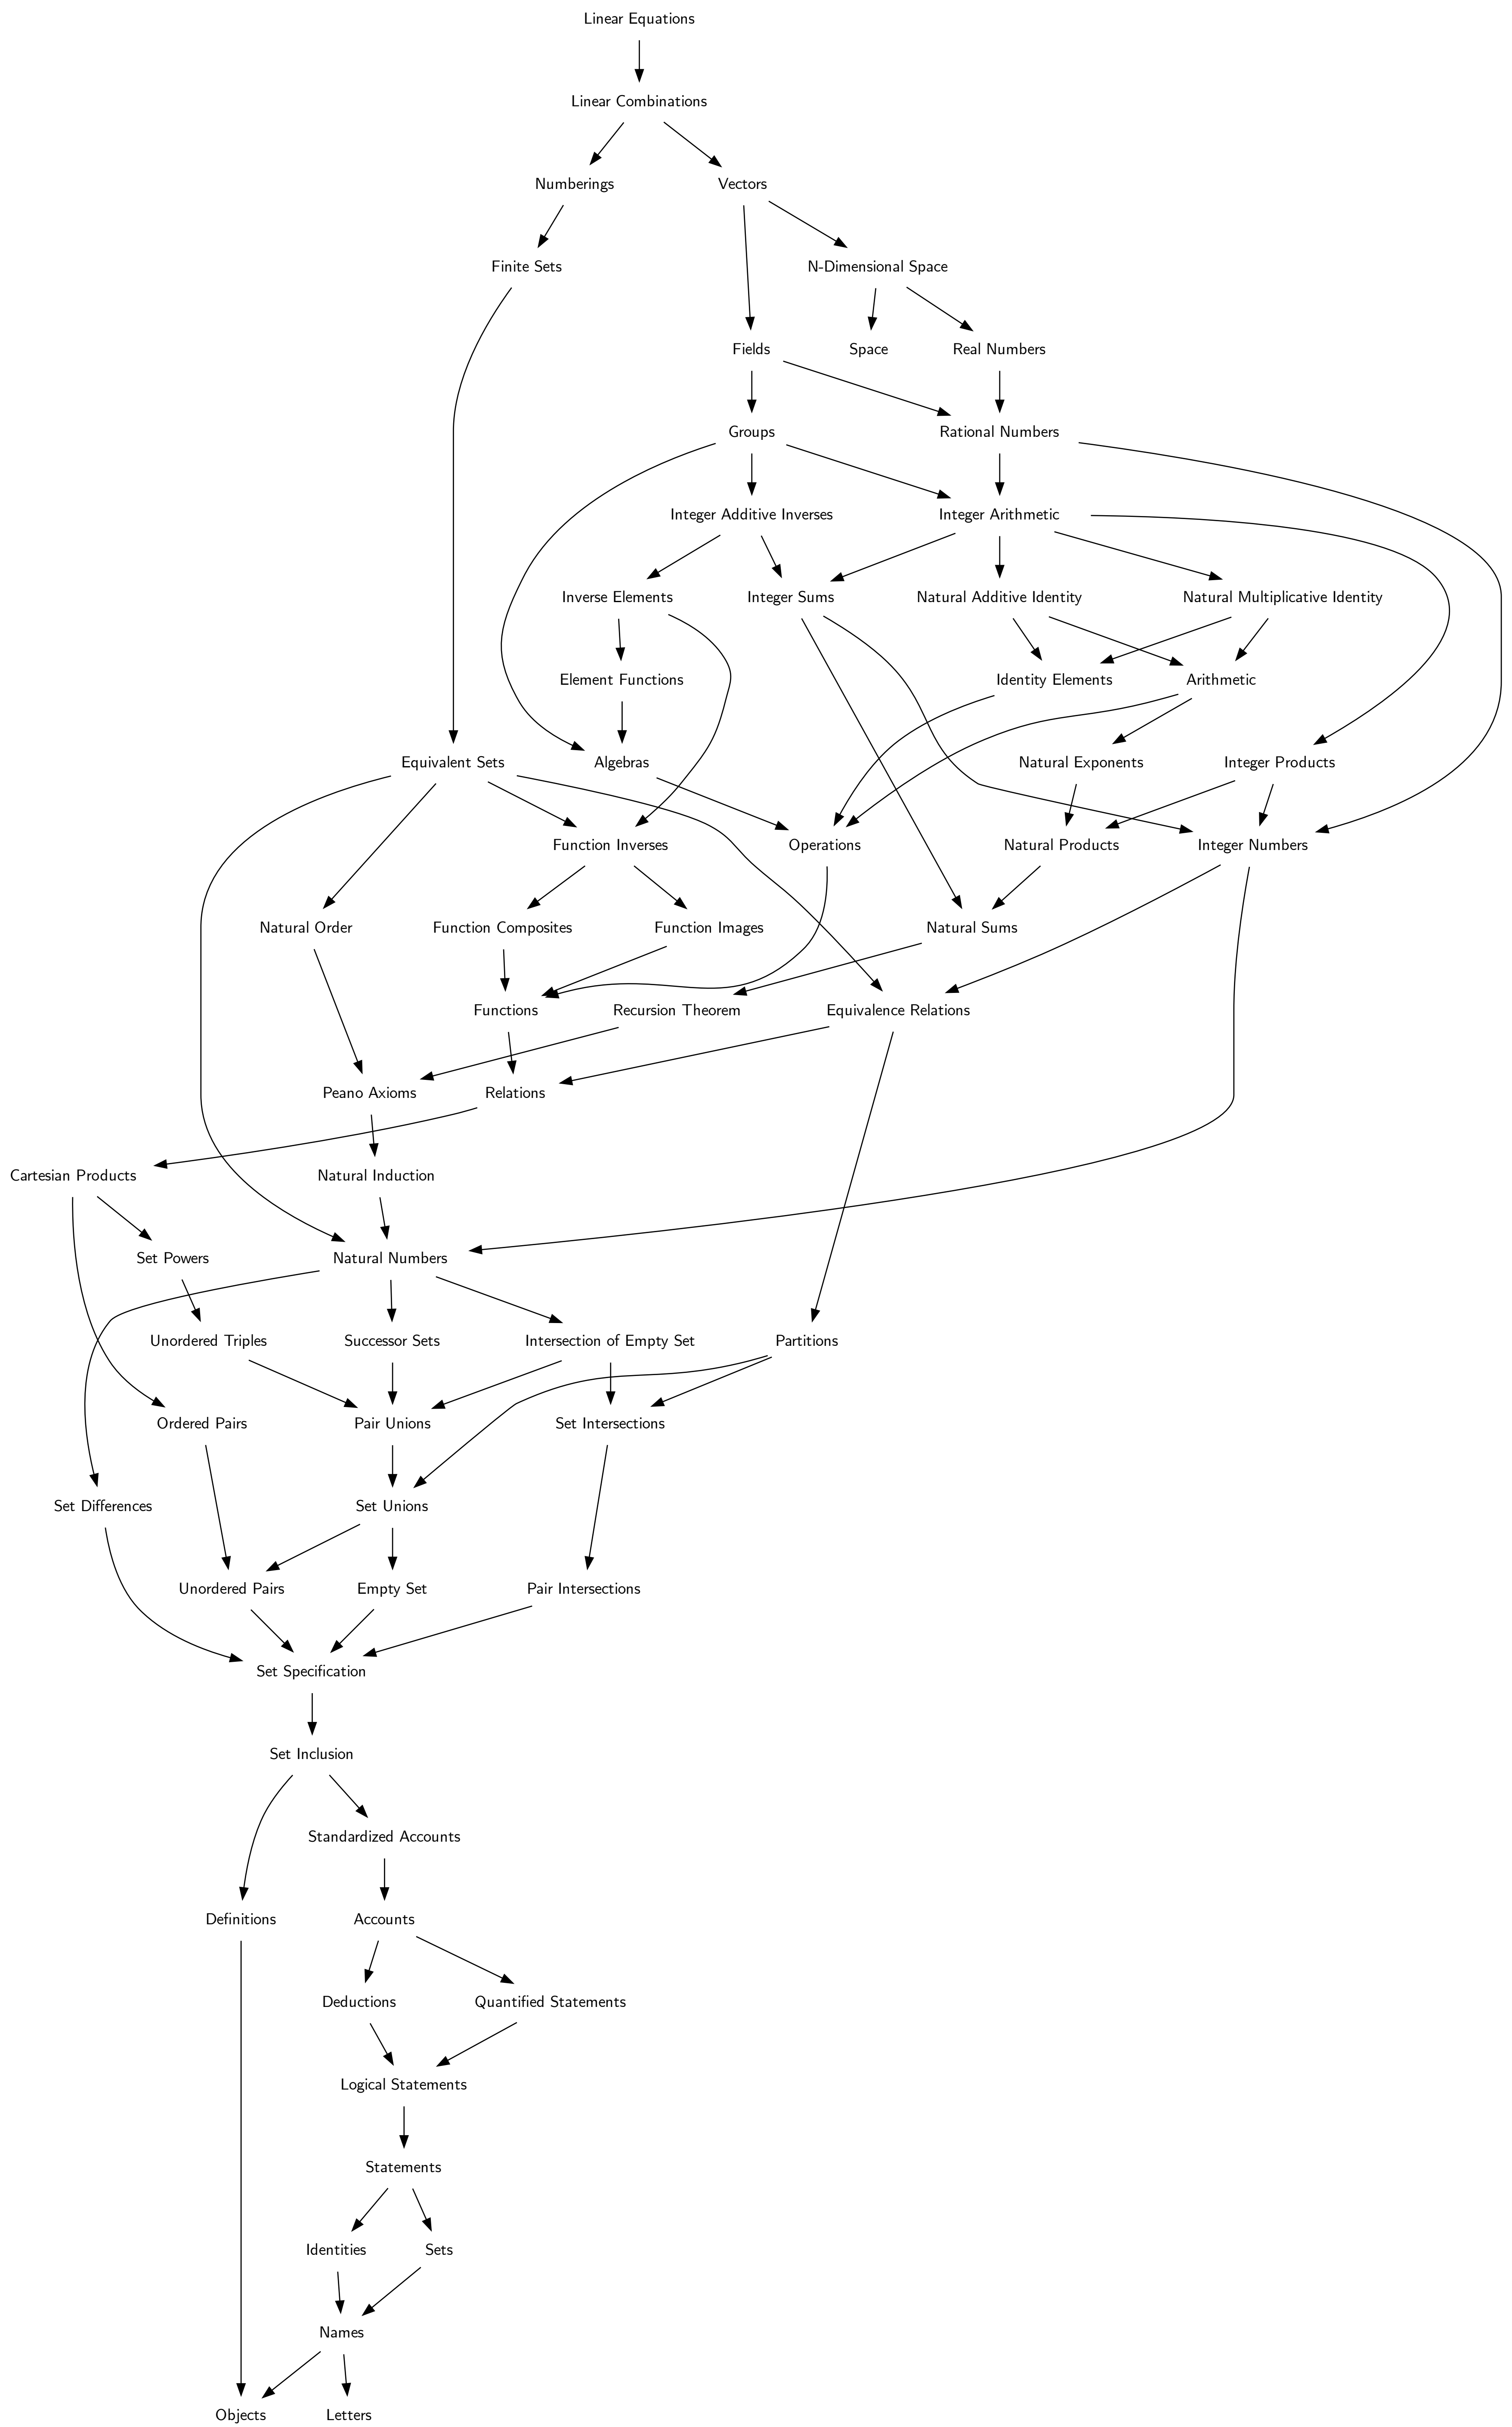 Linear Equations
Linear Combinations
Numberings
Vectors
Finite Sets
N-Dimensional Space
Fields
Space
Real Numbers
Groups
Rational Numbers
Integer Additive Inverses
Integer Arithmetic
Inverse Elements
Integer Sums
Natural Additive Identity
Natural Multiplicative Identity
Element Functions
Identity Elements
Arithmetic
Equivalent Sets
Algebras
Natural Exponents
Integer Products
Function Inverses
Operations
Natural Products
Integer Numbers
Natural Order
Function Composites
Function Images
Natural Sums
Functions
Recursion Theorem
Equivalence Relations
Peano Axioms
Relations
Cartesian Products
Natural Induction
Set Powers
Natural Numbers
Unordered Triples
Successor Sets
Intersection of Empty Set
Partitions
Ordered Pairs
Pair Unions
Set Intersections
Set Differences
Set Unions
Unordered Pairs
Empty Set
Pair Intersections
Set Specification
Set Inclusion
Standardized Accounts
Definitions
Accounts
Deductions
Quantified Statements
Logical Statements
Statements
Identities
Sets
Names
Objects
Letters